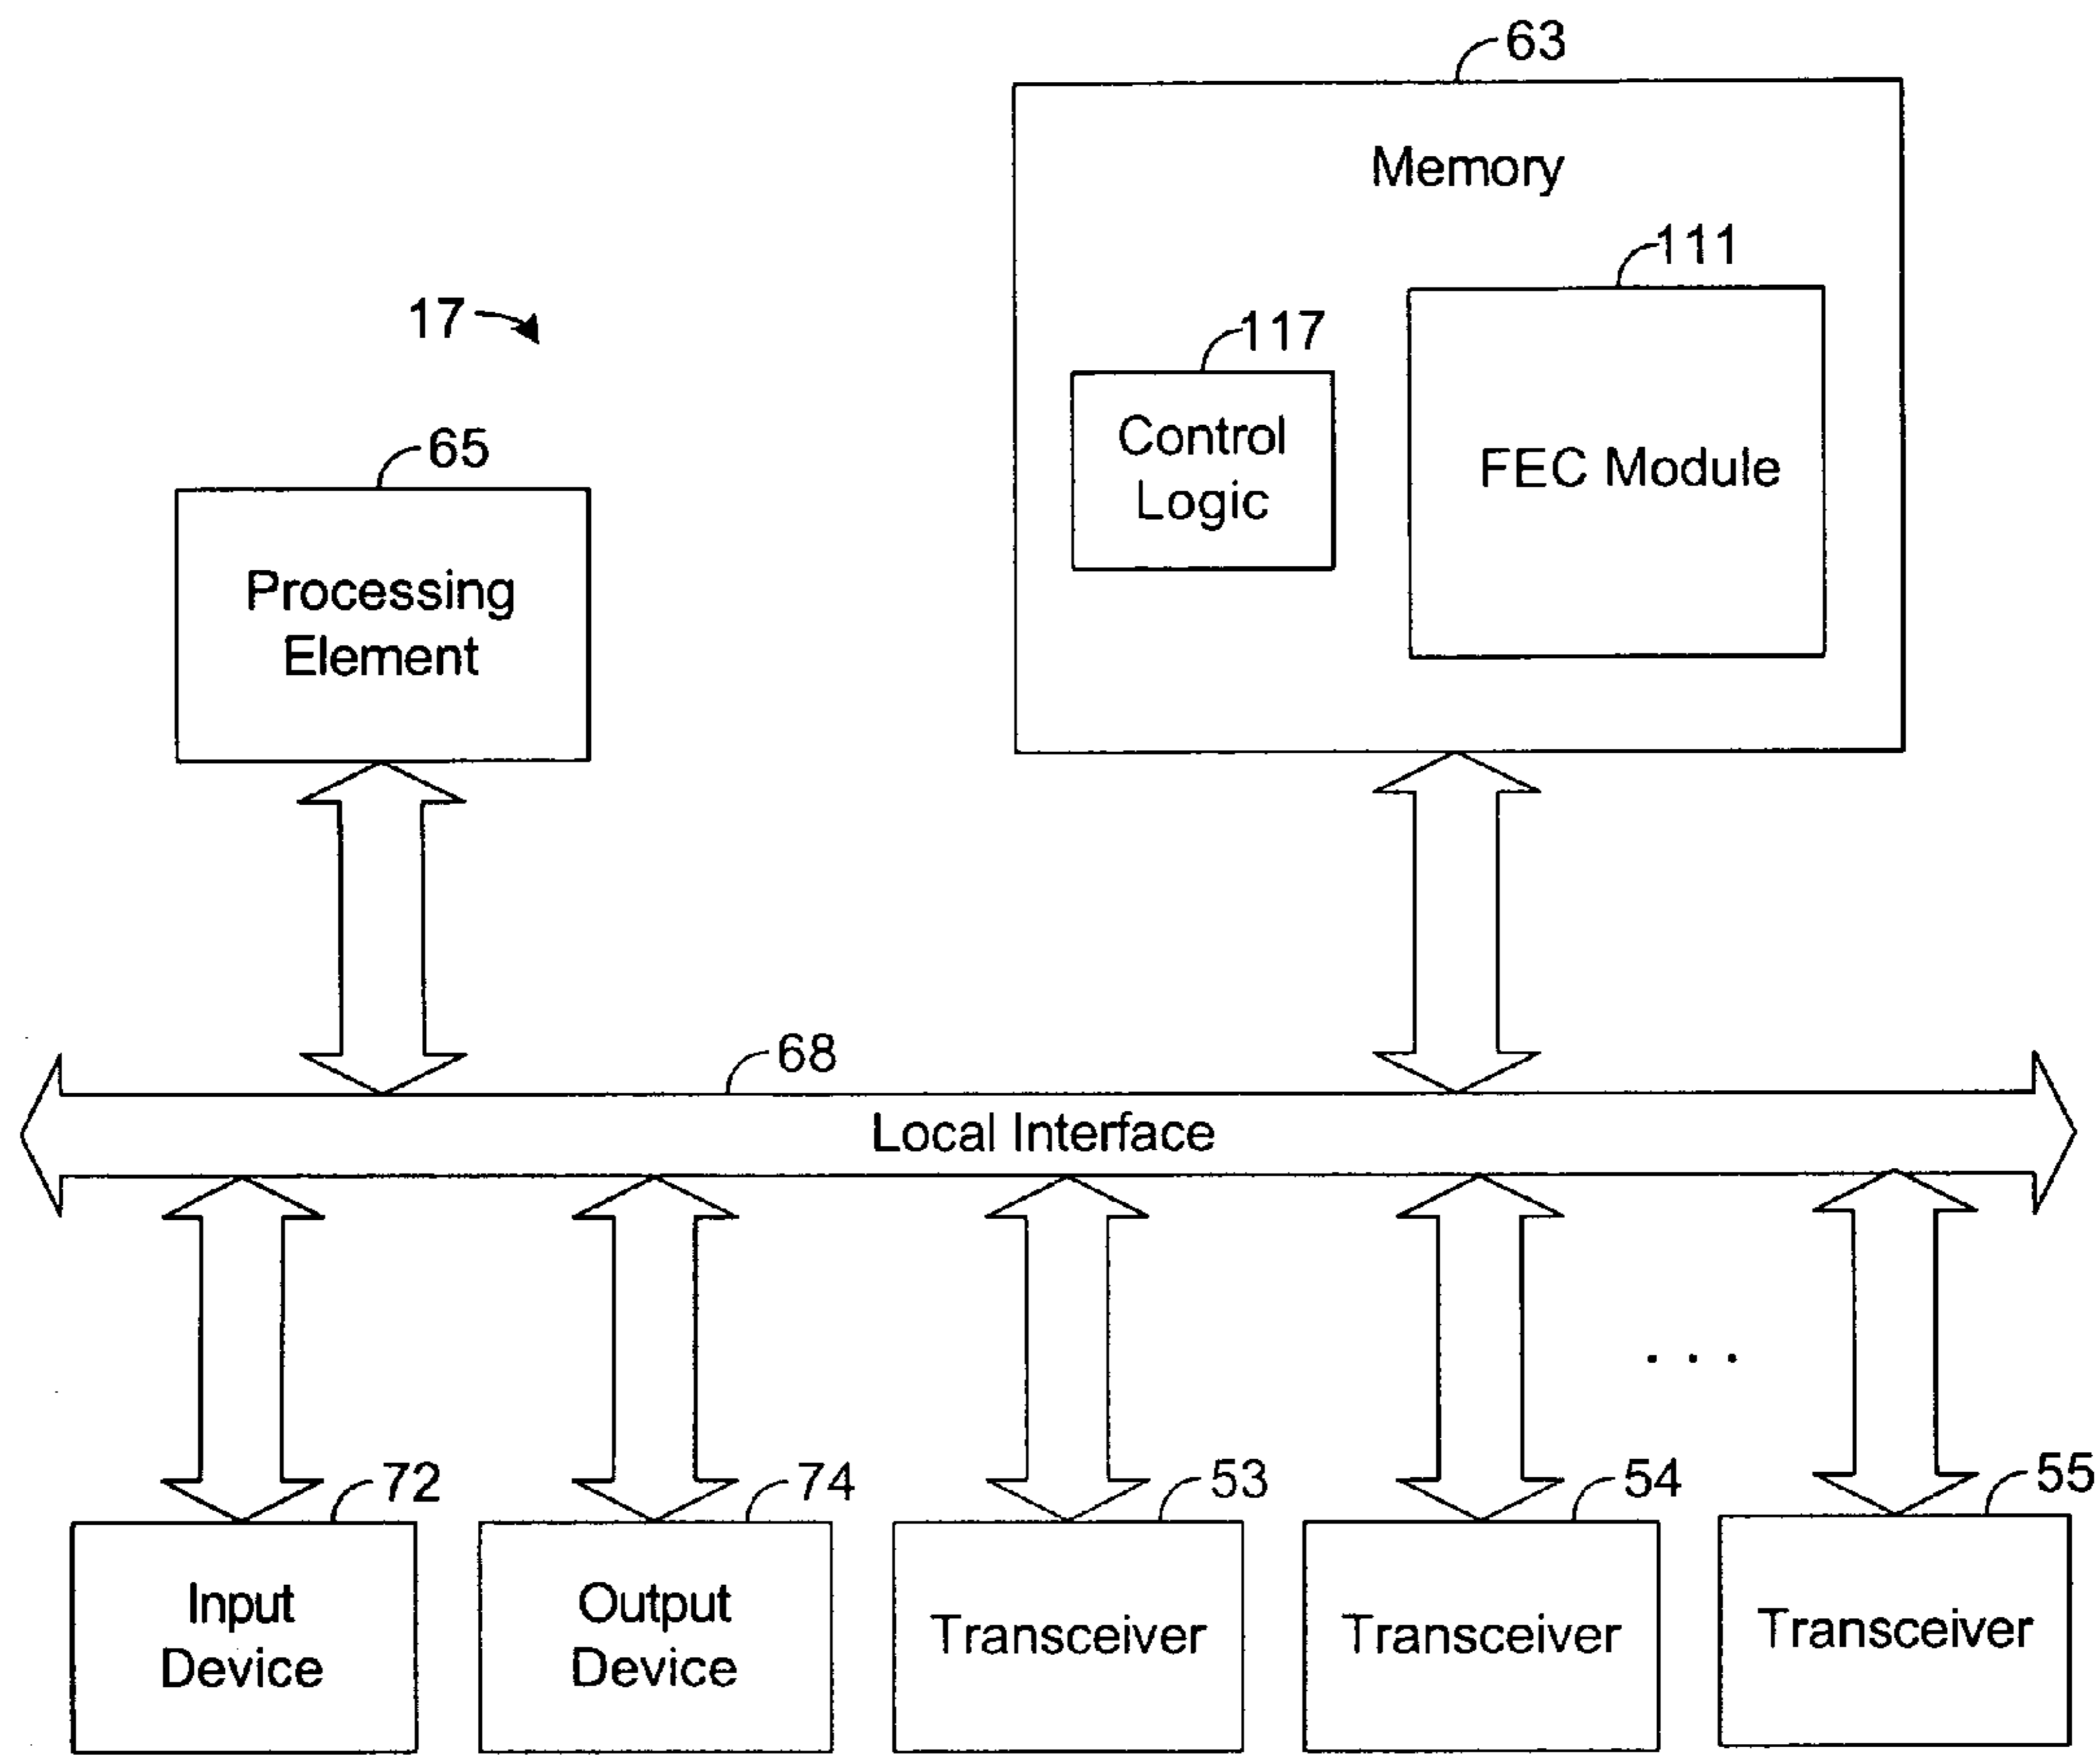 63
Memory
111
17
117
Control
Logic
FEC Module
65
Processing
Element
68
Local Interface
72
74
53
54
55
Input
Device
Output
Device
Transceiver
Transceiver
. . .
Transceiver